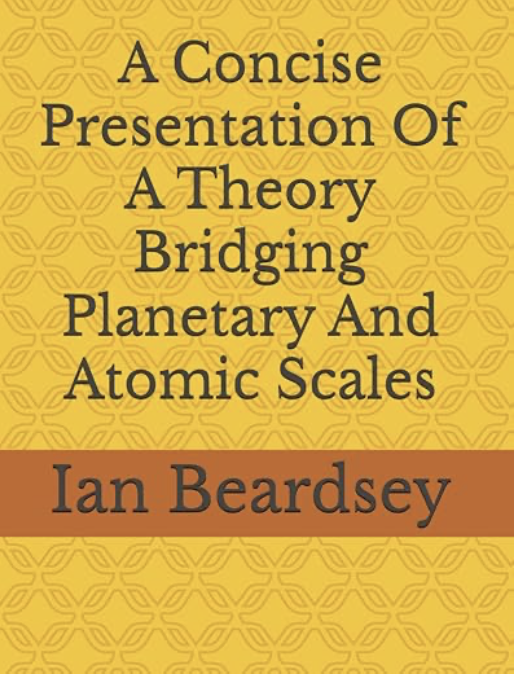 A Concise
Presentation Of
A Theory
Bridging
Planetary And
Atomic Scales
Ian Beardsey